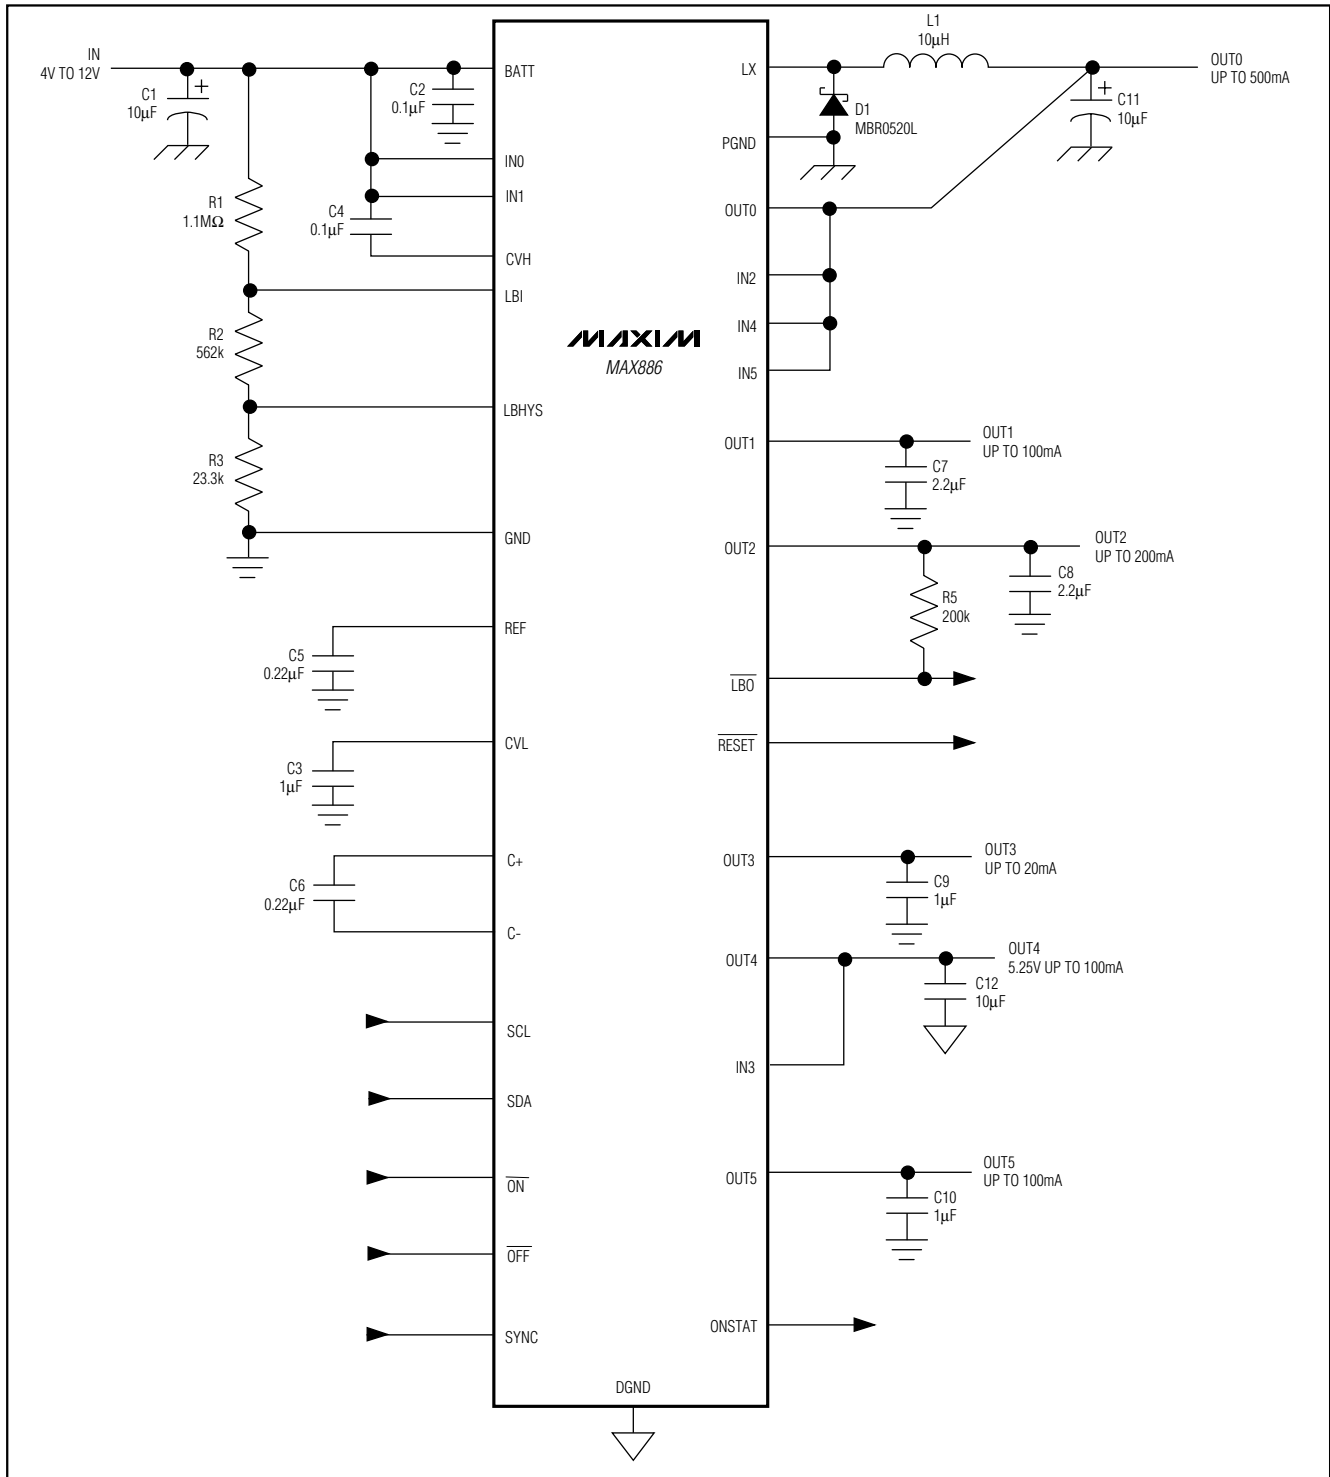 IN
4V TO 12V
C1
10µF
+
R1
1.1MΩ
R2
562k
R3
23.3k
C2
0.1µF
C4
0.1µF
BATT
IN0
IN1
CVH
LBI
LBHYS
GND
REF
C5
0.22µF
CVL
C3
1µF
C+
C6
0.22µF
C-
SCL
SDA
ON
OFF
SYNC
MAXIM
MAX886
DGND
LX
L1
10µH
OUT0
UP TO 500mA
D1
MBR0520L
+
C11
10µF
PGND
OUT0
IN2
IN4
IN5
OUT1
OUT1
UP TO 100mA
C7
2.2µF
OUT2
OUT2
UP TO 200mA
C8
2.2µF
R5
200k
LBO
RESET
OUT3
OUT3
UP TO 20mA
C9
1µF
OUT4
OUT4
5.25V UP TO 100mA
C12
10µF
IN3
OUT5
OUT5
UP TO 100mA
C10
1µF
ONSTAT